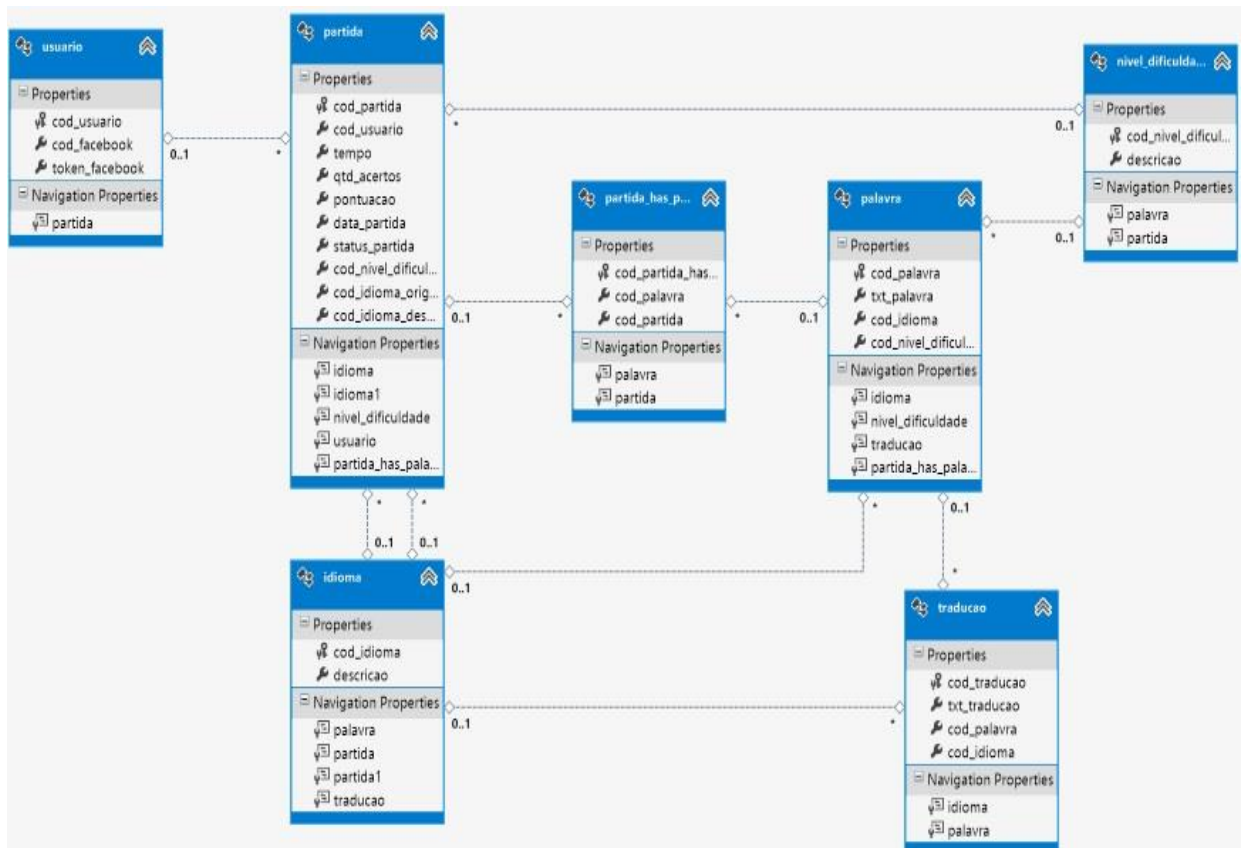 usuario
Properties
cod_usuario
cod_facebook
token_facebook
Navigation Properties
partida
0..1
*
partida
Properties
cod_partida
cod_usuario
tempo
qtd_acertos
pontuacao
data_partida
status_partida
cod_nivel_dificul...
cod_idioma_orig...
cod_idioma_des...
Navigation Properties
idioma
idioma1
nivel_dificuldade
usuario
partida_has_pala...
*
0..1
nivel_dificulda...
Properties
cod_nivel_dificul...
descricao
Navigation Properties
palavra
partida
0..1
*
partida_has_p...
Properties
cod_partida_has...
cod_palavra
cod_partida
Navigation Properties
palavra
partida
*
0..1
palavra
Properties
cod_palavra
txt_palavra
cod_idioma
cod_nivel_dificul...
Navigation Properties
idioma
nivel_dificuldade
traducao
partida_has_pala...
*
0..1
*
*
0..1
0..1
*
0..1
*
idioma
Properties
cod_idioma
descricao
Navigation Properties
palavra
partida
partida1
traducao
0..1
0..1
*
traducao
Properties
cod_traducao
txt_traducao
cod_palavra
cod_idioma
Navigation Properties
idioma
palavra